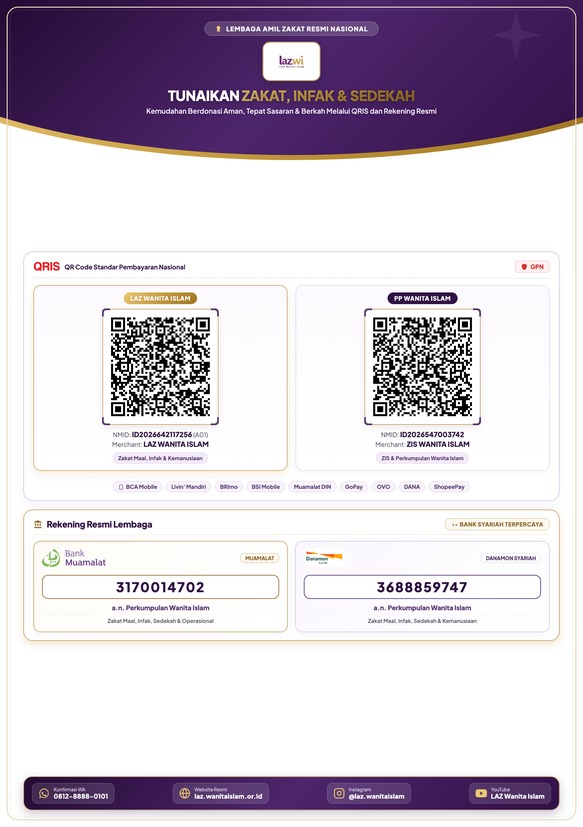 LEMBAGA AMIL ZAKAT RESMI NASIONAL
lazwi
TUNAIKAN ZAKAT, INFAK & SEDEKAH
Kemudahan Berdonasi Aman, Tepat Sasaran & Berkah Melalui QRIS dan Rekening Resmi
QRIS QR Code Standar Pembayaran Nasional
GPN
LAZ WANITA ISLAM
NMID: ID2026642117256 (A01)
Merchant: LAZ WANITA ISLAM
Zakat Maal, Infak & Kemanusiaan
PP WANITA ISLAM
NMID: ID2026547003742
Merchant: ZIS WANITA ISLAM
ZIS & Perkumpulan Wanita Islam
BCA Mobile Livin' Mandiri BRImo BSI Mobile Muamalat DIN GoPay OVO DANA ShopeePay
Rekening Resmi Lembaga
BANK SYARIAH TERPERCAYA
Bank
Muamalat
MUAMALAT
3170014702
a.n. Perkumpulan Wanita Islam
Zakat Maal, Infak, Sedekah & Operasional
Danamon
DANAMON SYARIAH
3688859747
a.n. Perkumpulan Wanita Islam
Zakat Maal, Infak, Sedekah & Kemanusiaan
Konfirmasi WA
0812-8888-0101
Website Resmi
laz.wanitaislam.or.id
Instagram
@laz.wanitaislam
YouTube
LAZ Wanita Islam